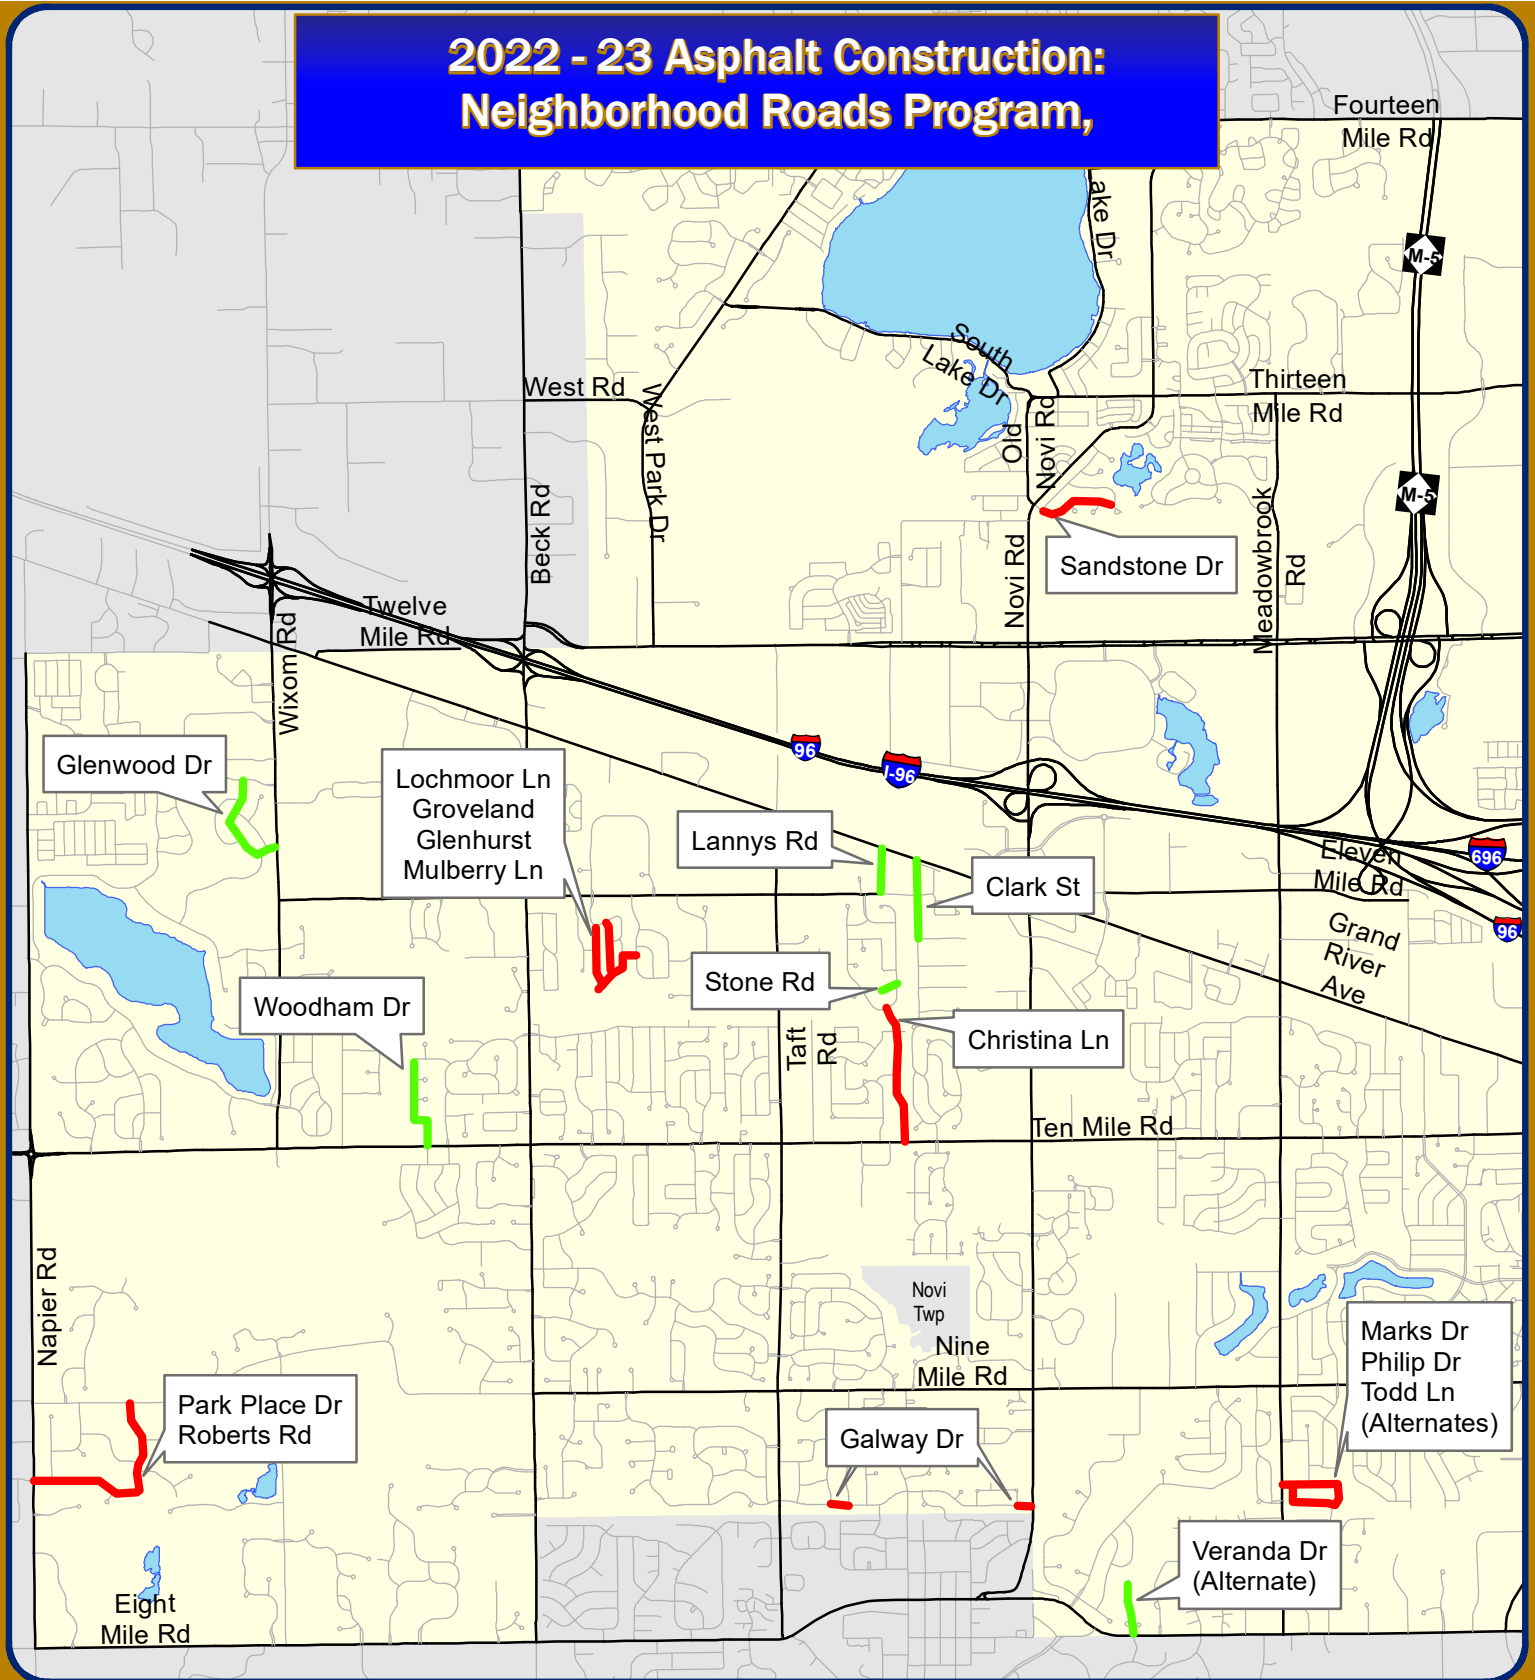 2022 - 23 Asphalt Construction:
Neighborhood Roads Program,
Fourteen
Mile Rd
ake Dr
M-5
South
Lake Dr
West Rd
West Park Dr
Thirteen
Mile Rd
Old
Novi Rd
Beck Rd
M-5
Meadowbrook
Rd
Novi Rd
Sandstone Dr
Twelve
Mile Rd
Wixom Rd
Glenwood Dr
Lochmoor Ln
Groveland
Glenhurst
Mulberry Ln
96
I-96
Lannys Rd
Clark St
696
Eleven
Mile Rd
96
Grand
River
Ave
Stone Rd
Woodham Dr
Taft
Rd
Christina Ln
Ten Mile Rd
Napier Rd
Novi
Twp
Nine
Mile Rd
Marks Dr
Philip Dr
Todd Ln
(Alternates)
Park Place Dr
Roberts Rd
Galway Dr
Veranda Dr
(Alternate)
Eight
Mile Rd